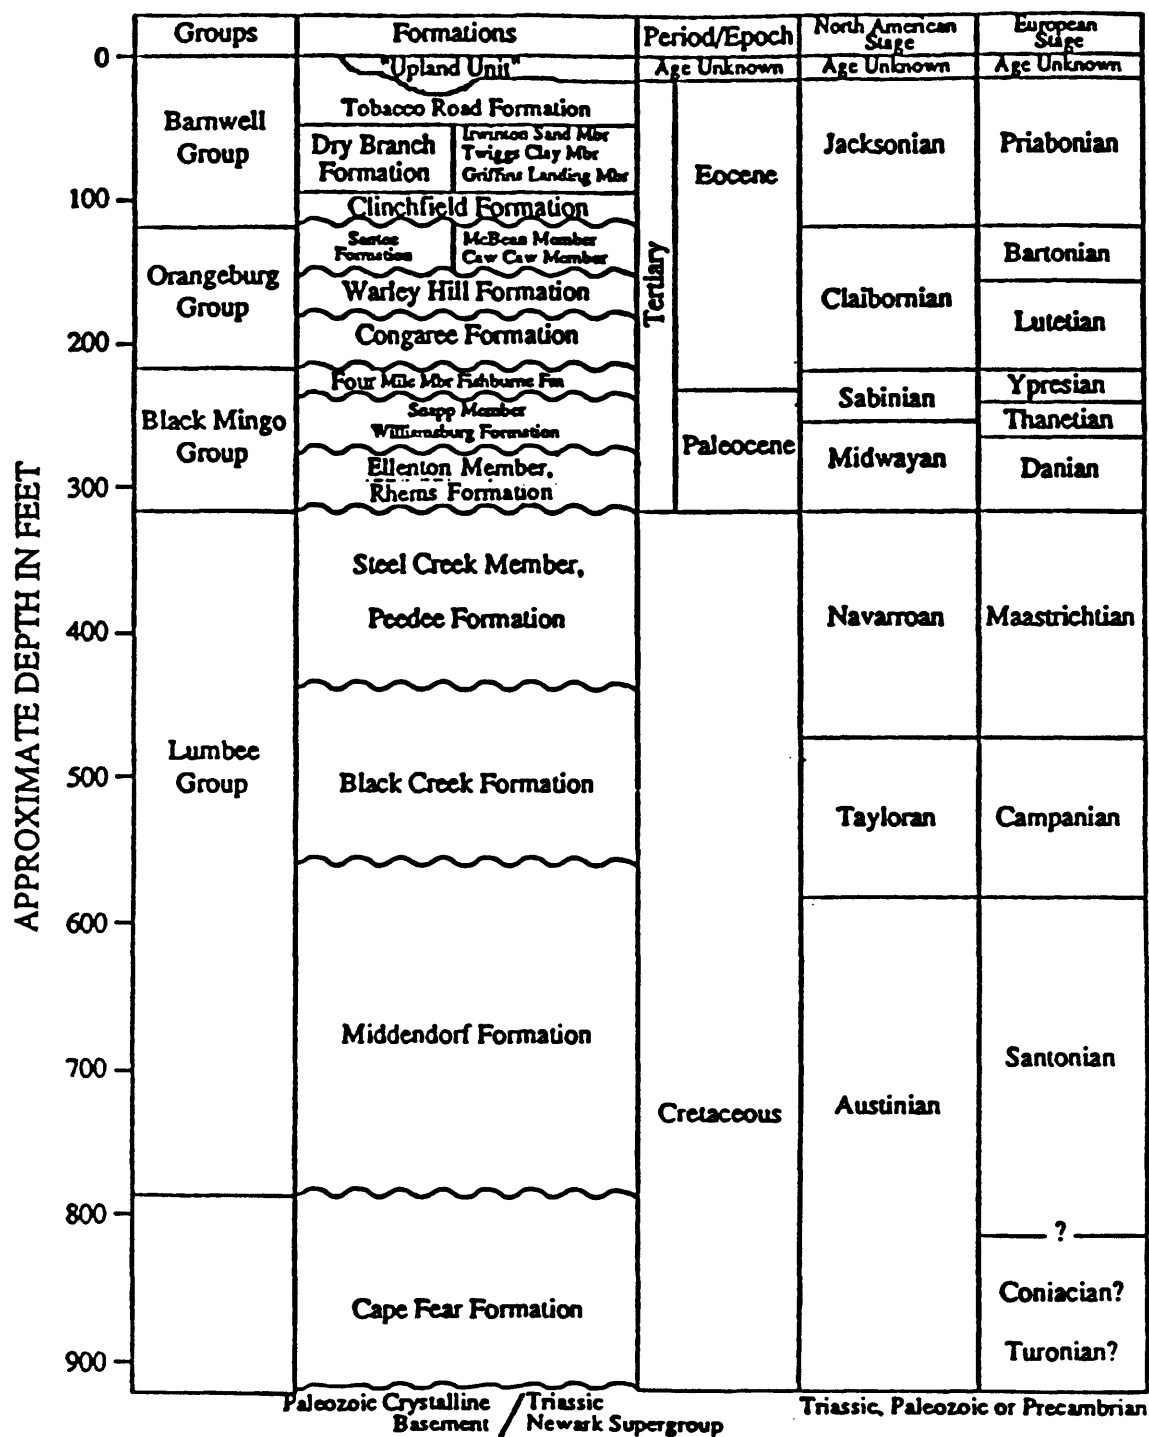 Groups
Formations
Period/Epoch
North American
Stage
European
Stage
0
"Upland Unit"
Age Unknown
Age Unknown
Age Unknown
Barnwell
Group
Tobacco Road Formation
Dry Branch
Formation
Irwinton Sand Mbr
Twiggs Clay Mbr
Griffins Landing Mbr
Clinchfield Formation
Tertiary
Eocene
Jacksonian
Priabonian
100
Orangeburg
Group
Santee
Formation
McBean Member
Caw Caw Member
Warley Hill Formation
Congaree Formation
Claibornian
Bartonian
Lutetian
200
Black Mingo
Group
Four Mile Mbr Fishburne Fm
Snapp Member
Williamsburg Formation
Ellenton Member,
Rhems Formation
Paleocene
Sabinian
Midwayan
Ypresian
Thanetian
Danian
300
APPROXIMATE DEPTH IN FEET
Lumbee
Group
Steel Creek Member,
Peedee Formation
Black Creek Formation
Middendorf Formation
Cape Fear Formation
Cretaceous
Navarroan
Tayloran
Austinian
Maastrichtian
Campanian
Santonian
?
Coniacian?
Turonian?
400
500
600
700
800
900
Paleozoic Crystalline
Basement
/
Triassic
Newark Supergroup
Triassic, Paleozoic or Precambrian